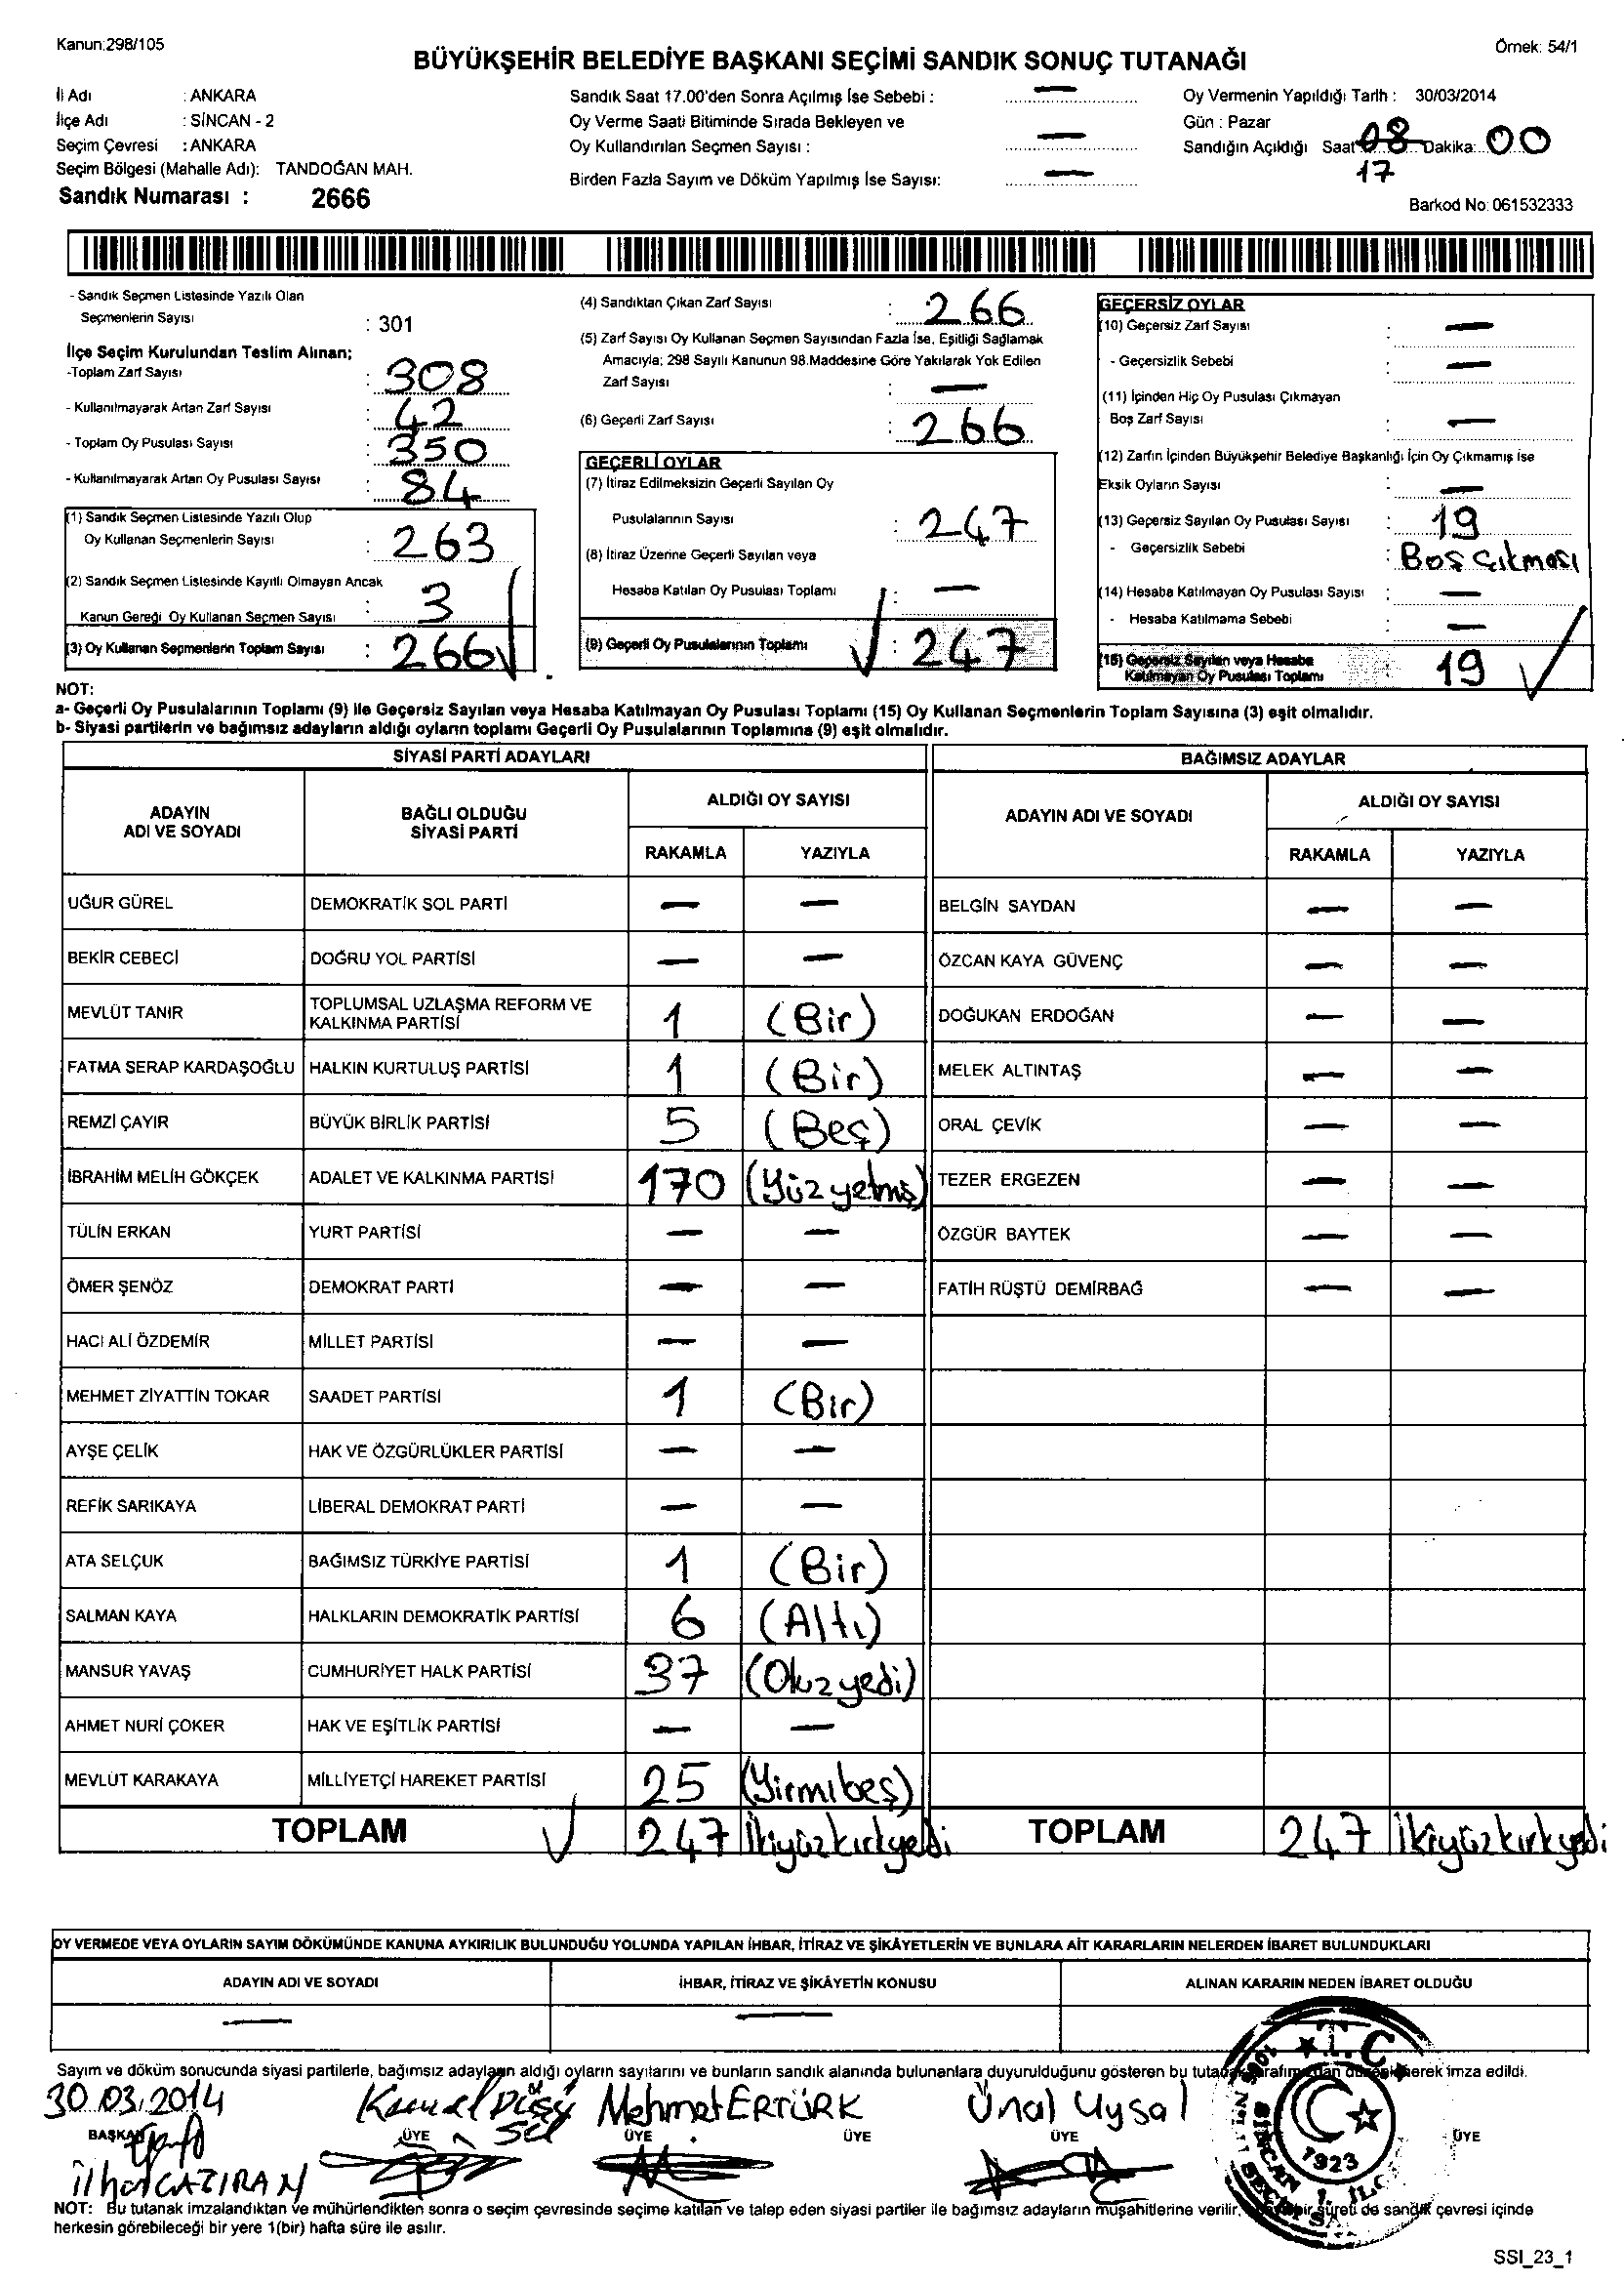 Kanun:298/105
Örnek: 54/1
BÜYÜKŞEHİR BELEDİYE BAŞKANI SEÇİMİ SANDIK SONUÇ TUTANAĞI
İl Adı : ANKARA
İlçe Adı : SİNCAN - 2
Seçim Çevresi : ANKARA
Seçim Bölgesi (Mahalle Adı): TANDOĞAN MAH.
Sandık Numarası : 2666
Sandık Saat 17.00'den Sonra Açılmış İse Sebebi : —
Oy Verme Saati Bitiminde Sırada Bekleyen ve
Oy Kullandırılan Seçmen Sayısı : —
Birden Fazla Sayım ve Döküm Yapılmış İse Sayısı: —
Oy Vermenin Yapıldığı Tarih : 30/03/2014
Gün : Pazar
Sandığın Açıldığı Saat 08 Dakika: 00
17
Barkod No: 061532333
- Sandık Seçmen Listesinde Yazılı Olan
Seçmenlerin Sayısı : 301
İlçe Seçim Kurulundan Teslim Alınan;
-Toplam Zarf Sayısı : 308
- Kullanılmayarak Artan Zarf Sayısı : 42
- Toplam Oy Pusulası Sayısı : 350
- Kullanılmayarak Artan Oy Pusulası Sayısı : 84
(1) Sandık Seçmen Listesinde Yazılı Olup
Oy Kullanan Seçmenlerin Sayısı : 263
(2) Sandık Seçmen Listesinde Kayıtlı Olmayan Ancak
Kanun Gereği Oy Kullanan Seçmen Sayısı : 3
(3) Oy Kullanan Seçmenlerin Toplam Sayısı : 266
(4) Sandıktan Çıkan Zarf Sayısı : 266
(5) Zarf Sayısı Oy Kullanan Seçmen Sayısından Fazla İse, Eşitliği Sağlamak
Amacıyla; 298 Sayılı Kanunun 98.Maddesine Göre Yakılarak Yok Edilen
Zarf Sayısı : —
(6) Geçerli Zarf Sayısı : 266
GEÇERLİ OYLAR
(7) İtiraz Edilmeksizin Geçerli Sayılan Oy
Pusulalarının Sayısı : 247
(8) İtiraz Üzerine Geçerli Sayılan veya
Hesaba Katılan Oy Pusulası Toplamı : —
(9) Geçerli Oy Pusulalarının Toplamı : 247
GEÇERSİZ OYLAR
(10) Geçersiz Zarf Sayısı : —
- Geçersizlik Sebebi : —
(11) İçinden Hiç Oy Pusulası Çıkmayan
Boş Zarf Sayısı : —
(12) Zarfın İçinden Büyükşehir Belediye Başkanlığı İçin Oy Çıkmamış İse
Eksik Oyların Sayısı : —
(13) Geçersiz Sayılan Oy Pusulası Sayısı : 19
- Geçersizlik Sebebi : Boş Çıkması
(14) Hesaba Katılmayan Oy Pusulası Sayısı : —
- Hesaba Katılmama Sebebi : —
(15) Geçersiz Sayılan veya Hesaba
Katılmayan Oy Pusulası Toplamı : 19
NOT:
a- Geçerli Oy Pusulalarının Toplamı (9) ile Geçersiz Sayılan veya Hesaba Katılmayan Oy Pusulası Toplamı (15) Oy Kullanan Seçmenlerin Toplam Sayısına (3) eşit olmalıdır.
b- Siyasi partilerin ve bağımsız adayların aldığı oyların toplamı Geçerli Oy Pusulalarının Toplamına (9) eşit olmalıdır.
SİYASİ PARTİ ADAYLARI
ADAYIN ADI VE SOYADI
BAĞLI OLDUĞU SİYASİ PARTİ
ALDIĞI OY SAYISI
RAKAMLA YAZIYLA
UĞUR GÜREL DEMOKRATİK SOL PARTİ — —
BEKİR CEBECİ DOĞRU YOL PARTİSİ — —
MEVLÜT TANIR TOPLUMSAL UZLAŞMA REFORM VE KALKINMA PARTİSİ 1 (Bir)
FATMA SERAP KARDAŞOĞLU HALKIN KURTULUŞ PARTİSİ 1 (Bir)
REMZİ ÇAYIR BÜYÜK BİRLİK PARTİSİ 5 (Beş)
İBRAHİM MELİH GÖKÇEK ADALET VE KALKINMA PARTİSİ 170 (Yüzyetmş)
TÜLİN ERKAN YURT PARTİSİ — —
ÖMER ŞENÖZ DEMOKRAT PARTİ — —
HACI ALİ ÖZDEMİR MİLLET PARTİSİ — —
MEHMET ZİYATTİN TOKAR SAADET PARTİSİ 1 (Bir)
AYŞE ÇELİK HAK VE ÖZGÜRLÜKLER PARTİSİ — —
REFİK SARIKAYA LİBERAL DEMOKRAT PARTİ — —
ATA SELÇUK BAĞIMSIZ TÜRKİYE PARTİSİ 1 (Bir)
SALMAN KAYA HALKLARIN DEMOKRATİK PARTİSİ 6 (Altı)
MANSUR YAVAŞ CUMHURİYET HALK PARTİSİ 37 (Otuzyedi)
AHMET NURİ ÇOKER HAK VE EŞİTLİK PARTİSİ — —
MEVLÜT KARAKAYA MİLLİYETÇİ HAREKET PARTİSİ 25 (Yirmibeş)
TOPLAM 247 İkiyüzkırkyedi
BAĞIMSIZ ADAYLAR
ADAYIN ADI VE SOYADI
ALDIĞI OY SAYISI
RAKAMLA YAZIYLA
BELGİN SAYDAN — —
ÖZCAN KAYA GÜVENÇ — —
DOĞUKAN ERDOĞAN — —
MELEK ALTINTAŞ — —
ORAL ÇEVİK — —
TEZER ERGEZEN — —
ÖZGÜR BAYTEK — —
FATİH RÜŞTÜ DEMİRBAĞ — —
TOPLAM 247 İkiyüzkırkyedi
OY VERMEDE VEYA OYLARIN SAYIM DÖKÜMÜNDE KANUNA AYKIRILIK BULUNDUĞU YOLUNDA YAPILAN İHBAR, İTİRAZ VE ŞİKÂYETLERİN VE BUNLARA AİT KARARLARIN NELERDEN İBARET BULUNDUKLARI
ADAYIN ADI VE SOYADI İHBAR, İTİRAZ VE ŞİKÂYETİN KONUSU ALINAN KARARIN NEDEN İBARET OLDUĞU
— —
Sayım ve döküm sonucunda siyasi partilerle, bağımsız adayların aldığı oyların sayılarını ve bunların sandık alanında bulunanlara duyurulduğunu gösteren bu tutanak tarafımızdan düzenlenerek imza edildi.
30.03.2014 Mehmet ERTÜRK Ünal Uysal
BAŞKAN ÜYE ÜYE ÜYE ÜYE ÜYE
T.C.
1923
SİNCAN
NOT: Bu tutanak imzalandıktan ve mühürlendikten sonra o seçim çevresinde seçime katılan ve talep eden siyasi partiler ile bağımsız adayların müşahitlerine verilir, bir sureti de sandık çevresi içinde
herkesin görebileceği bir yere 1(bir) hafta süre ile asılır.
SSI_23_1